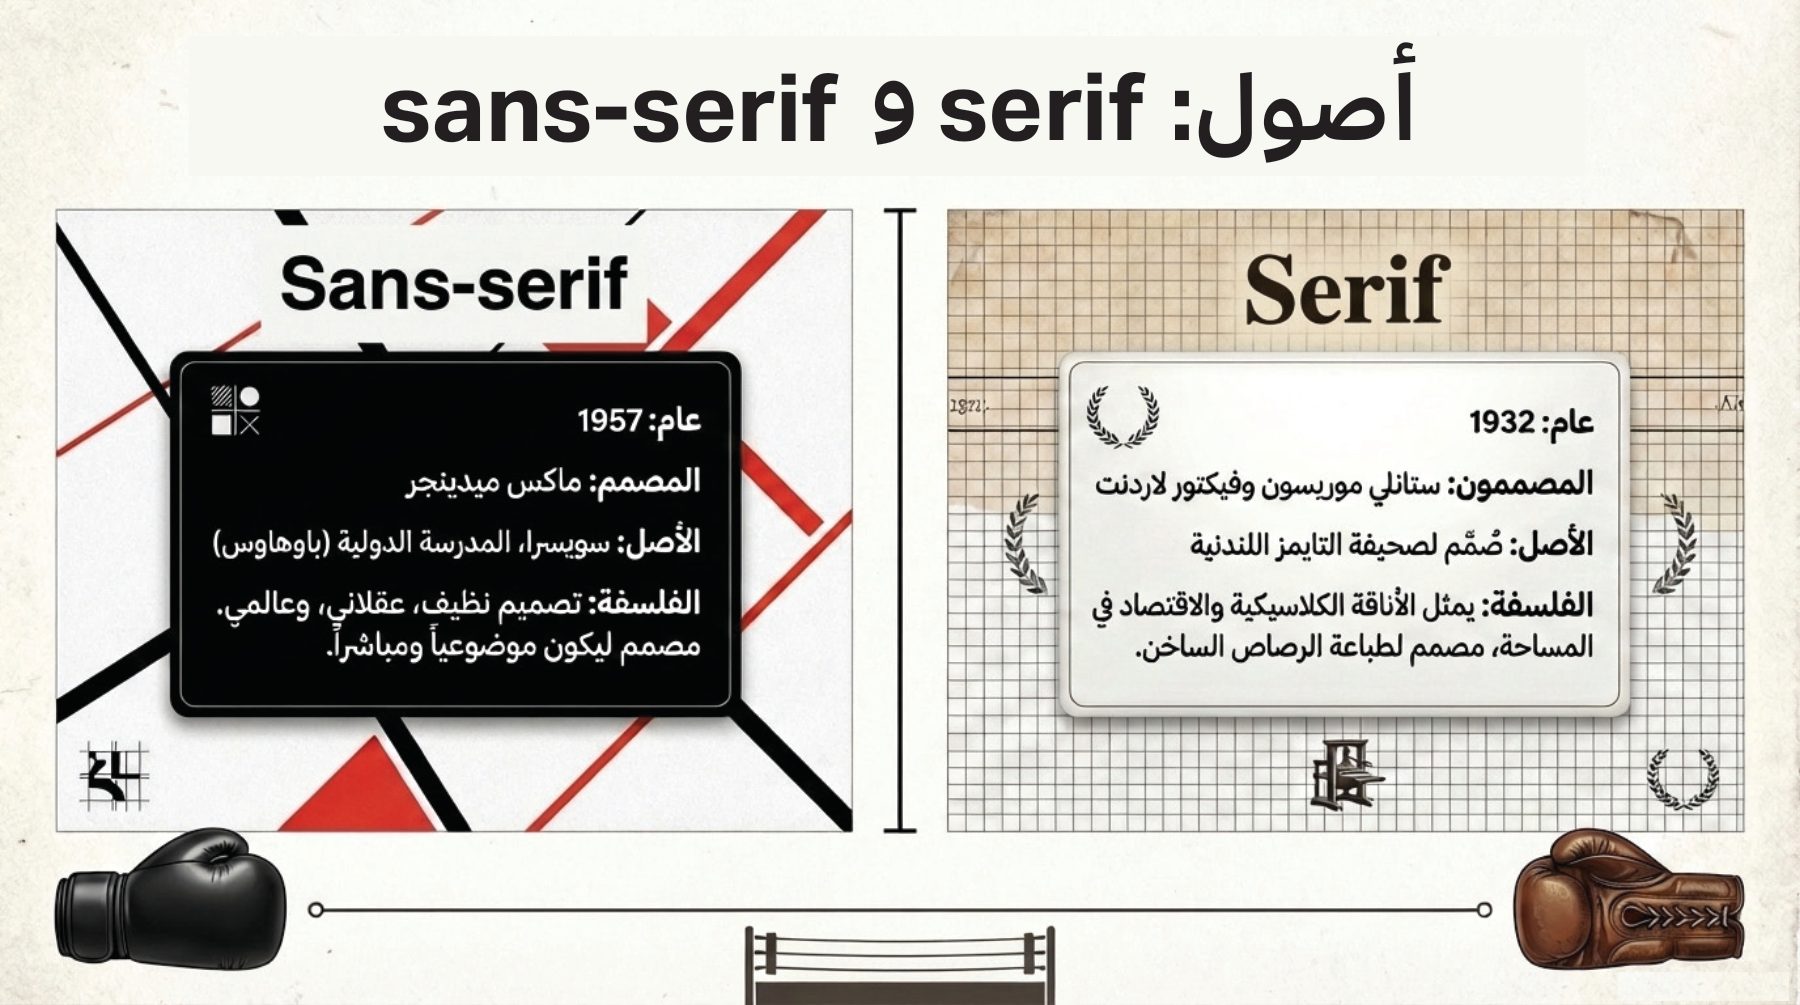 أصول: serif و sans-serif
Serif
عام: 1932
المصممون: ستانلي موريسون وفيكتور لاردنت
الأصل: صُمَّم لصحيفة التايمز اللندنية
الفلسفة: يمثل الأناقة الكلاسيكية والاقتصاد في
المساحة، مصمم لطباعة الرصاص الساخن.
Sans-serif
عام: 1957
المصمم: ماكس ميدينجر
الأصل: سويسرا، المدرسة الدولية (باوهاوس)
الفلسفة: تصميم نظيف، عقلاني، وعالمي.
مصمم ليكون موضوعياً ومباشراً.